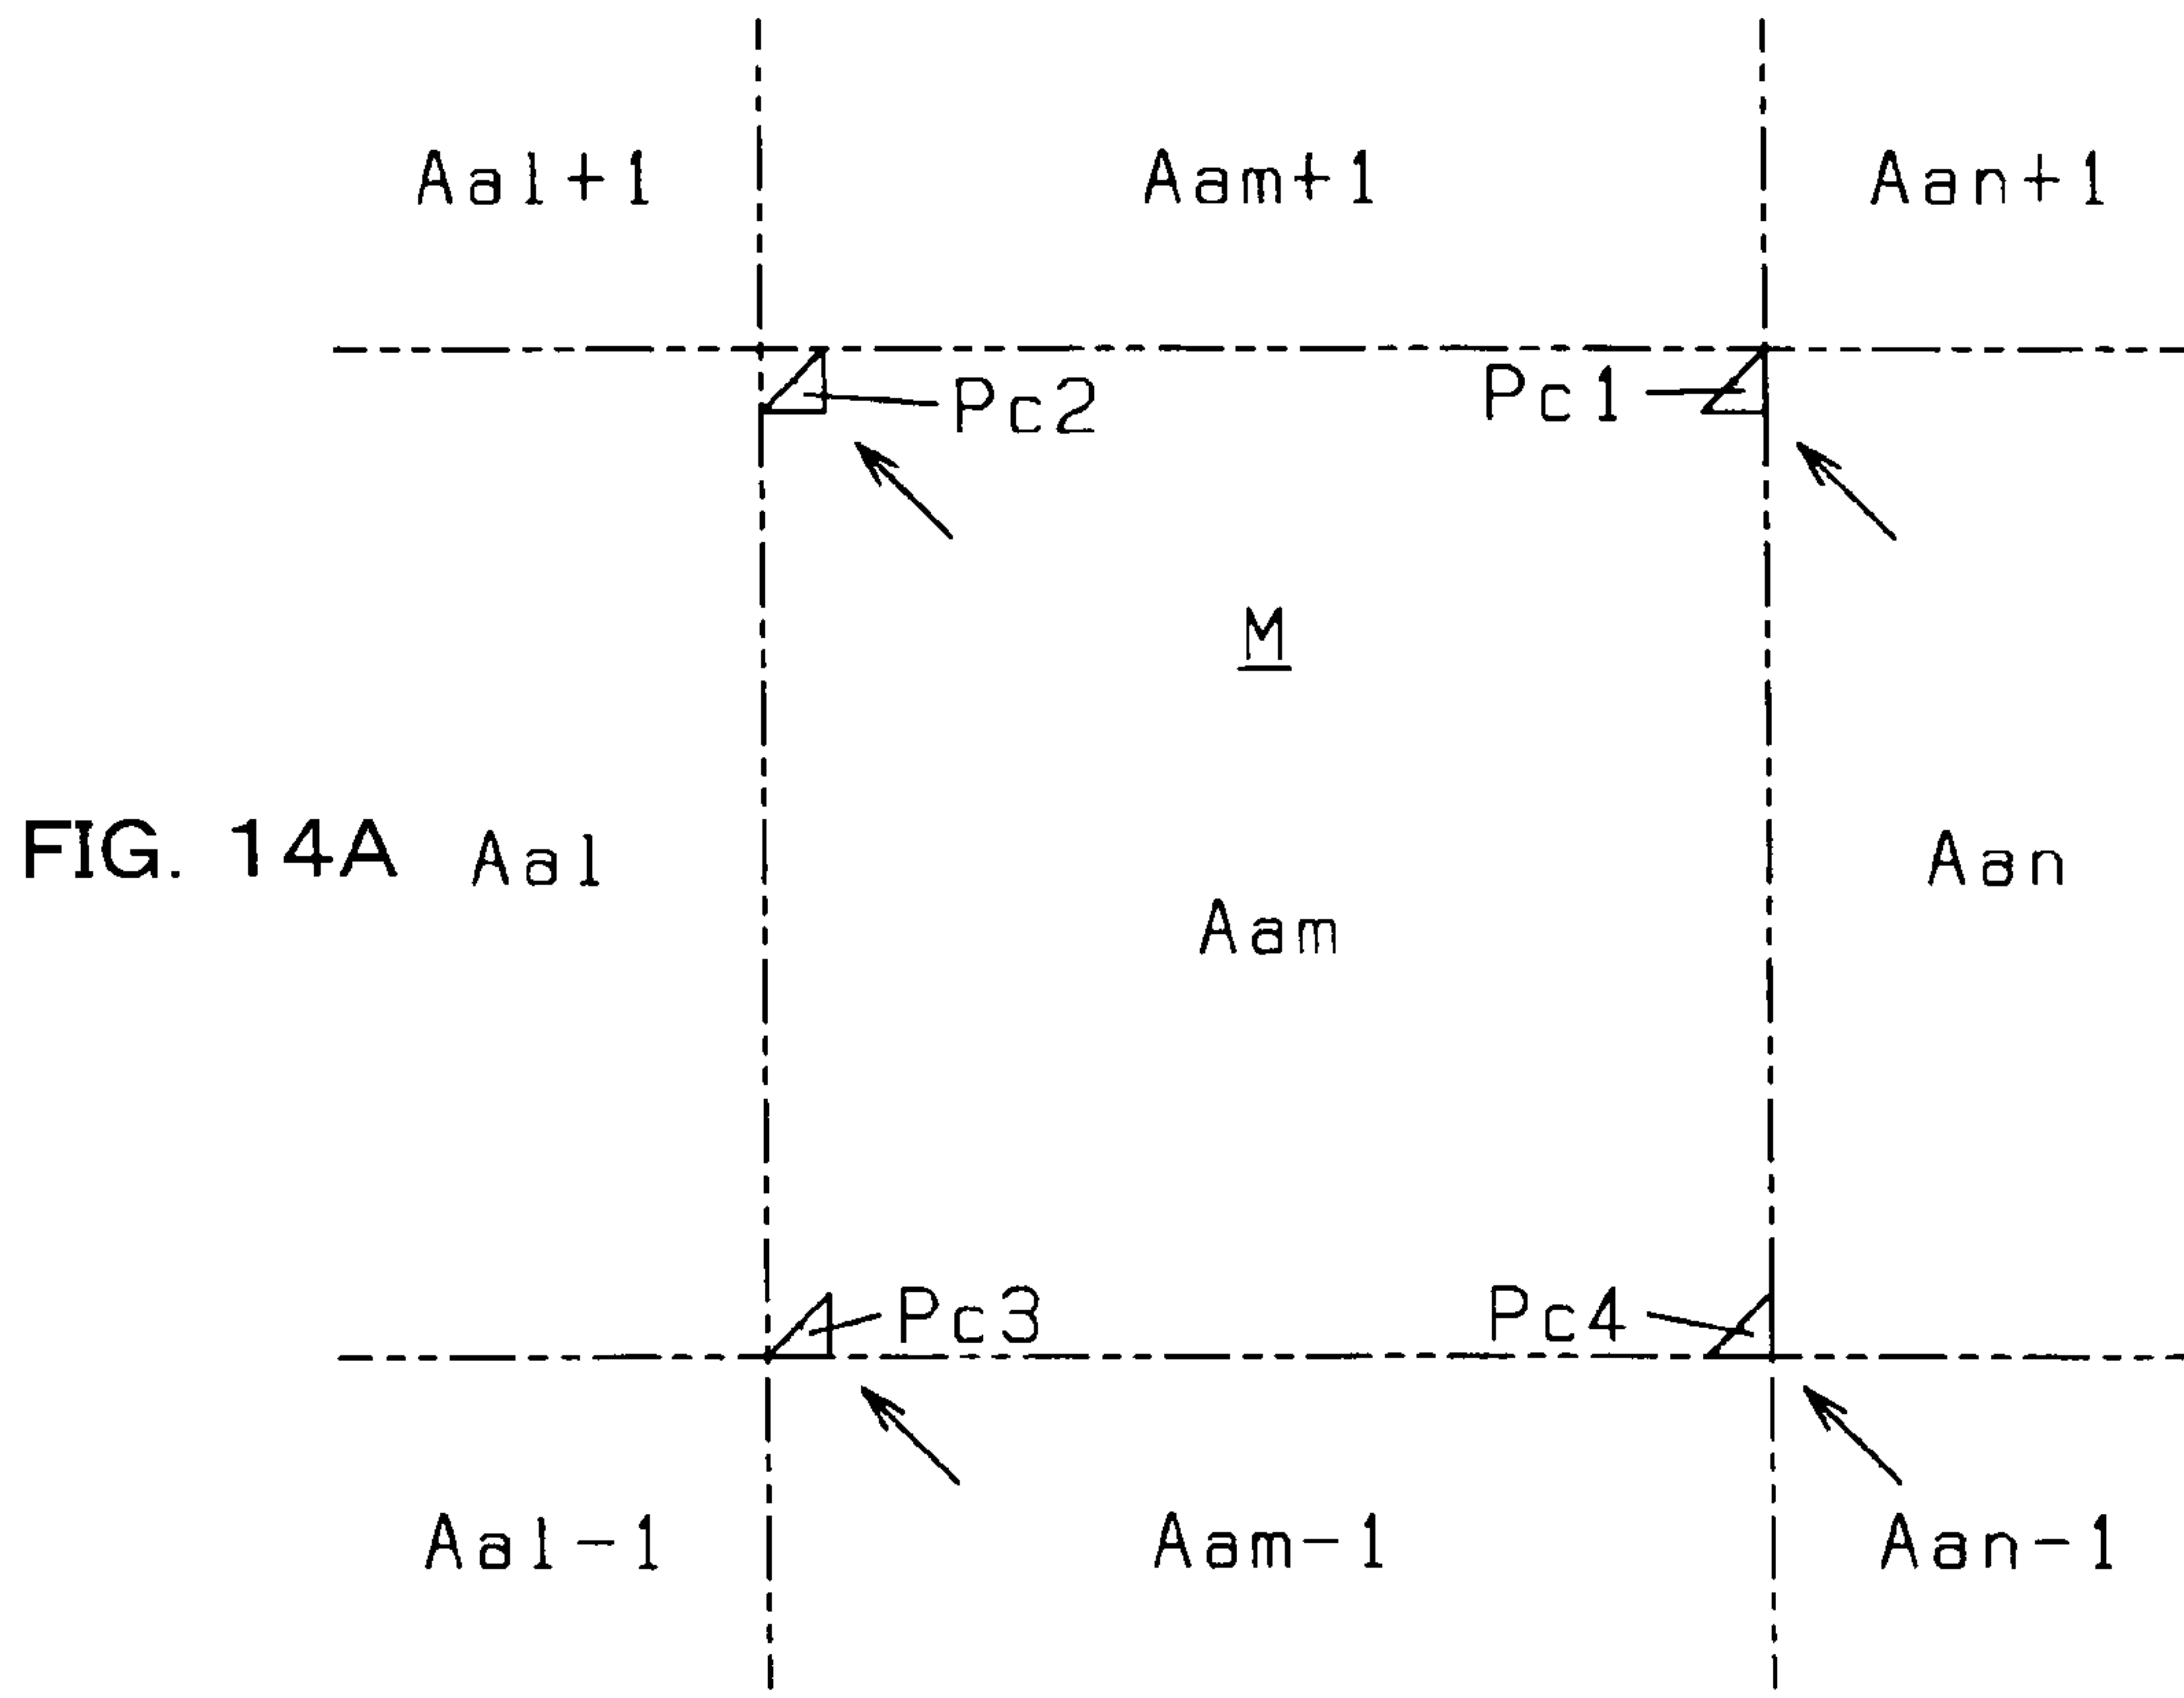 Aal+1 Aam+1 Aan+1
Pc2 Pc1
M
FIG. 14A Aal Aan
Aam
Pc3 Pc4
Aal-1 Aam-1 Aan-1